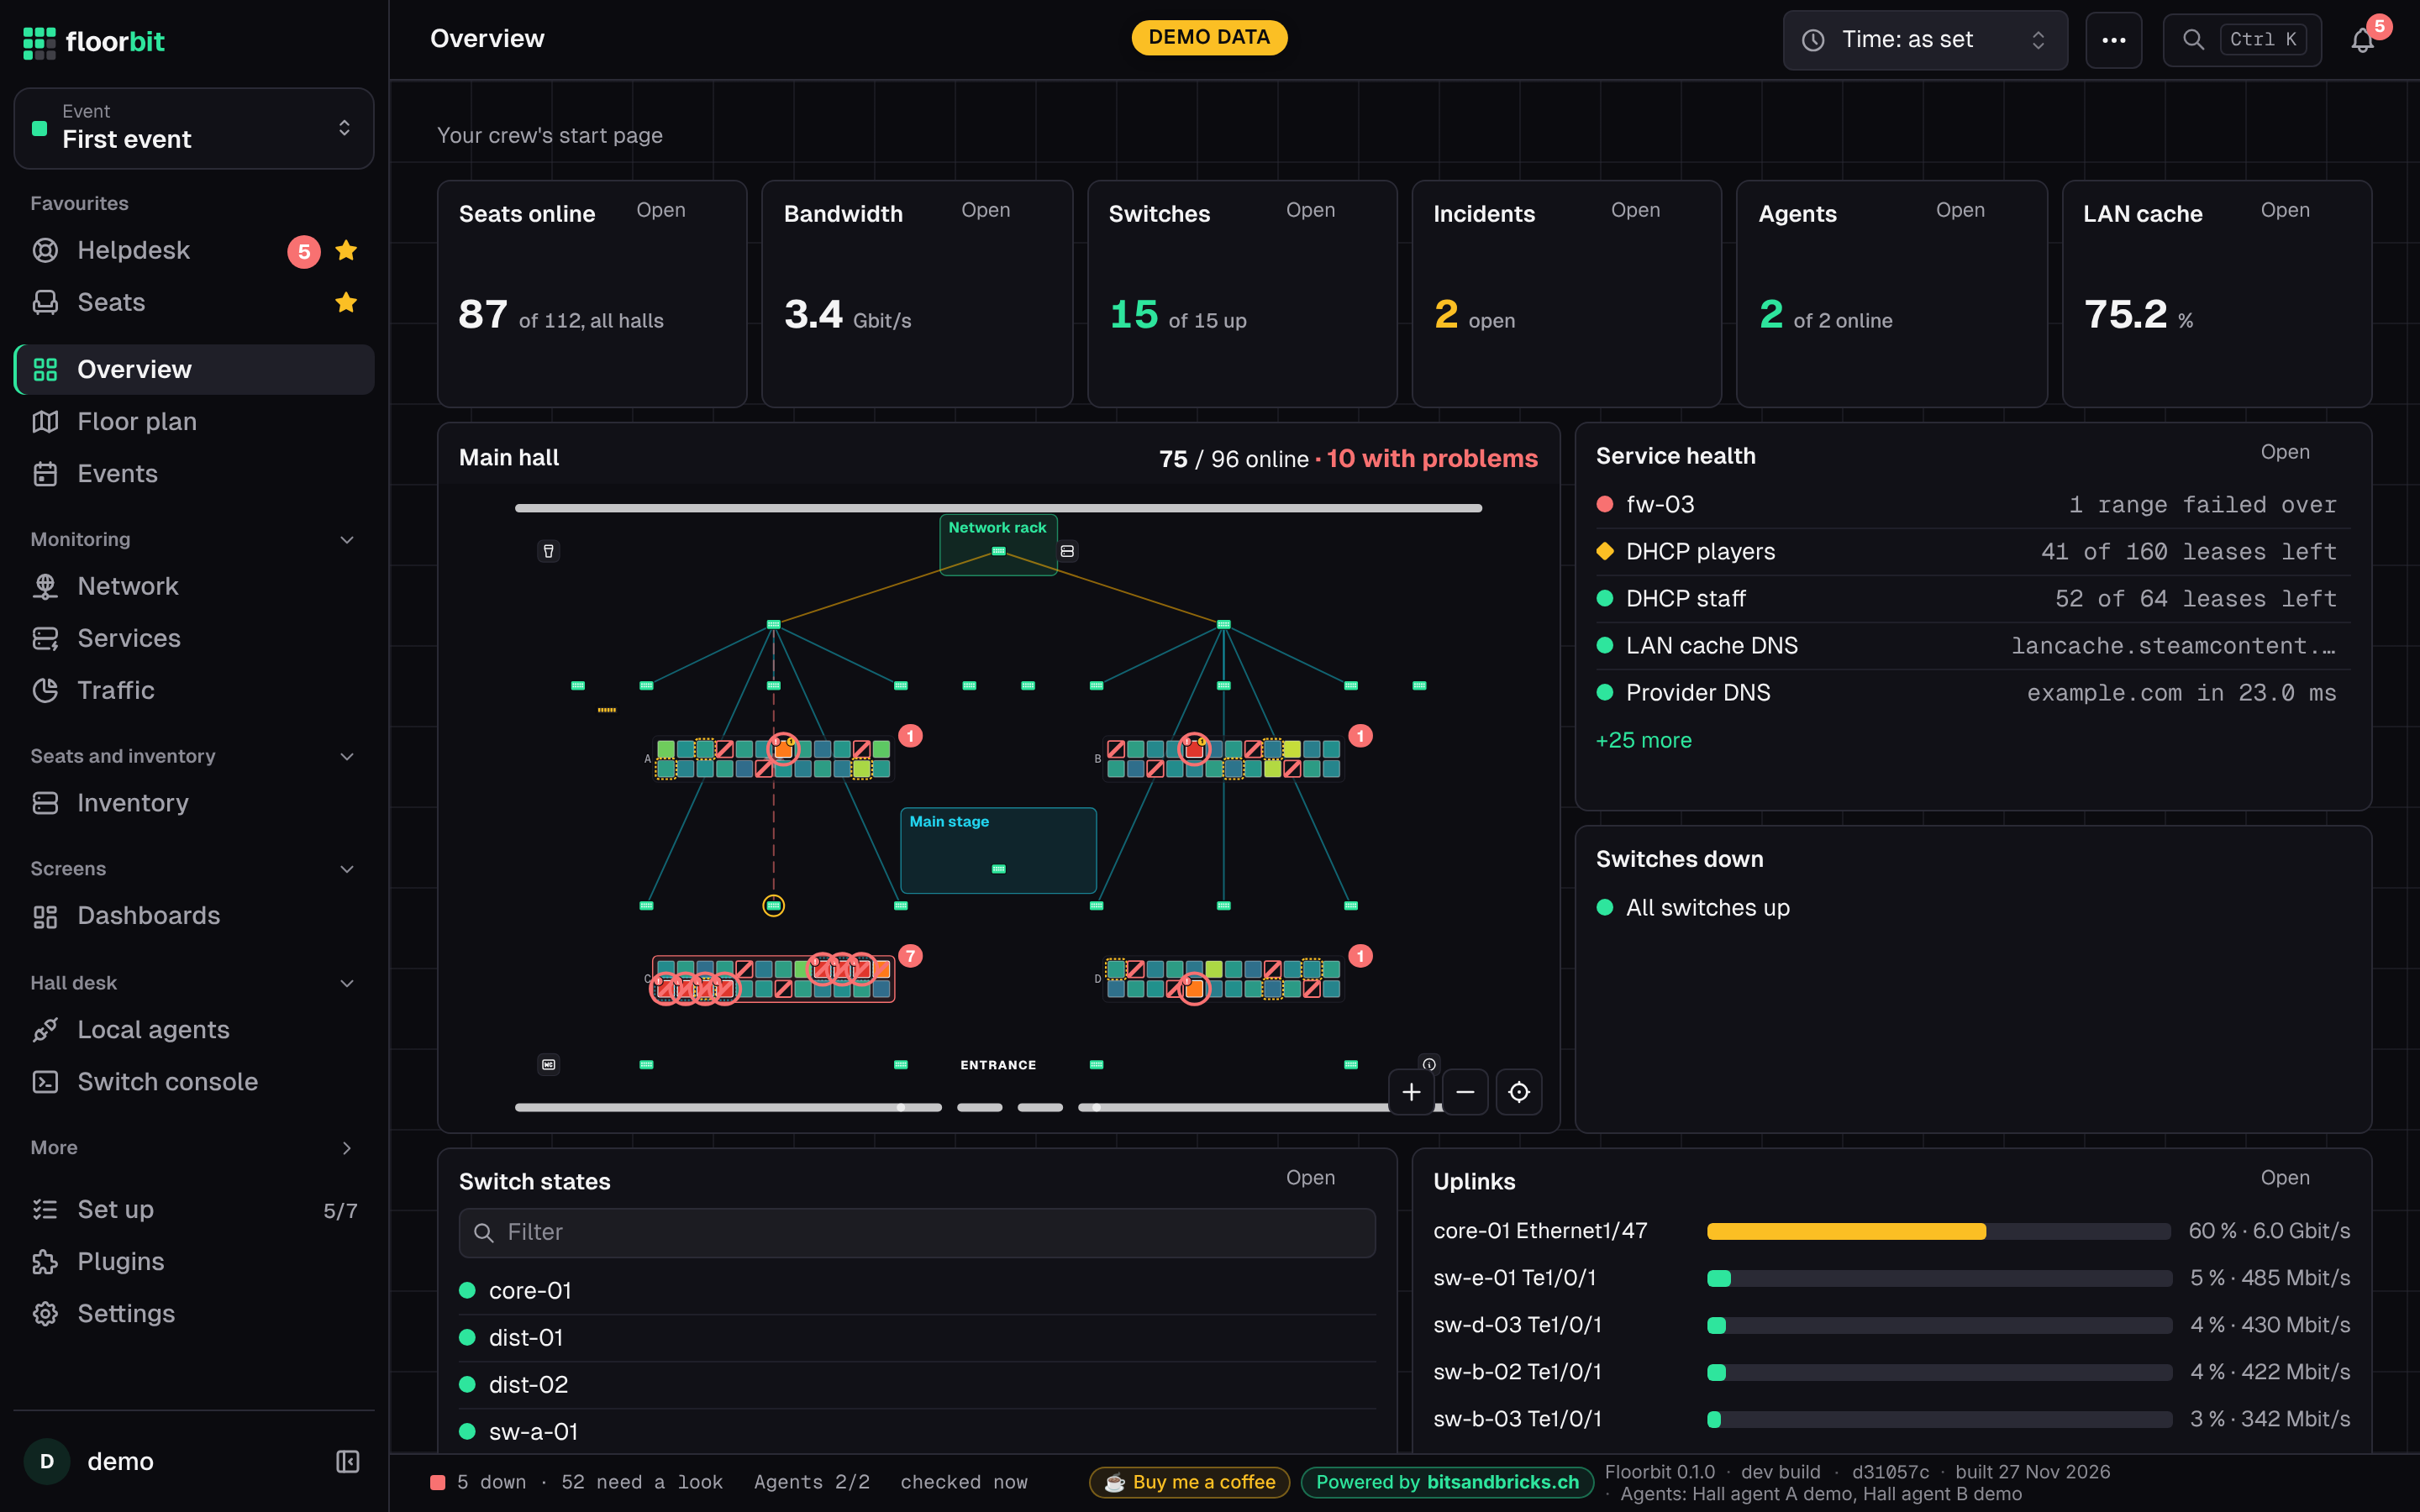 floorbit
Event
First event
Favourites
Helpdesk 5
Seats
Overview
Floor plan
Events
Monitoring
Network
Services
Traffic
Seats and inventory
Inventory
Screens
Dashboards
Hall desk
Local agents
Switch console
More
Set up 5/7
Plugins
Settings
D demo
Overview DEMO DATA Time: as set Ctrl K 5
Your crew's start page
Seats online Open
87 of 112, all halls
Bandwidth Open
3.4 Gbit/s
Switches Open
15 of 15 up
Incidents Open
2 open
Agents Open
2 of 2 online
LAN cache Open
75.2 %
Main hall 75 / 96 online · 10 with problems
Network rack
A 1
B 1
Main stage
C 7
D 1
WC
ENTRANCE
Service health Open
fw-03 1 range failed over
DHCP players 41 of 160 leases left
DHCP staff 52 of 64 leases left
LAN cache DNS lancache.steamcontent.…
Provider DNS example.com in 23.0 ms
+25 more
Switches down
All switches up
Switch states Open
Filter
core-01
dist-01
dist-02
sw-a-01
Uplinks Open
core-01 Ethernet1/47 60 % · 6.0 Gbit/s
sw-e-01 Te1/0/1 5 % · 485 Mbit/s
sw-d-03 Te1/0/1 4 % · 430 Mbit/s
sw-b-02 Te1/0/1 4 % · 422 Mbit/s
sw-b-03 Te1/0/1 3 % · 342 Mbit/s
5 down · 52 need a look Agents 2/2 checked now
Buy me a coffee
Powered by bitsandbricks.ch
Floorbit 0.1.0 · dev build · d31057c · built 27 Nov 2026
· Agents: Hall agent A demo, Hall agent B demo